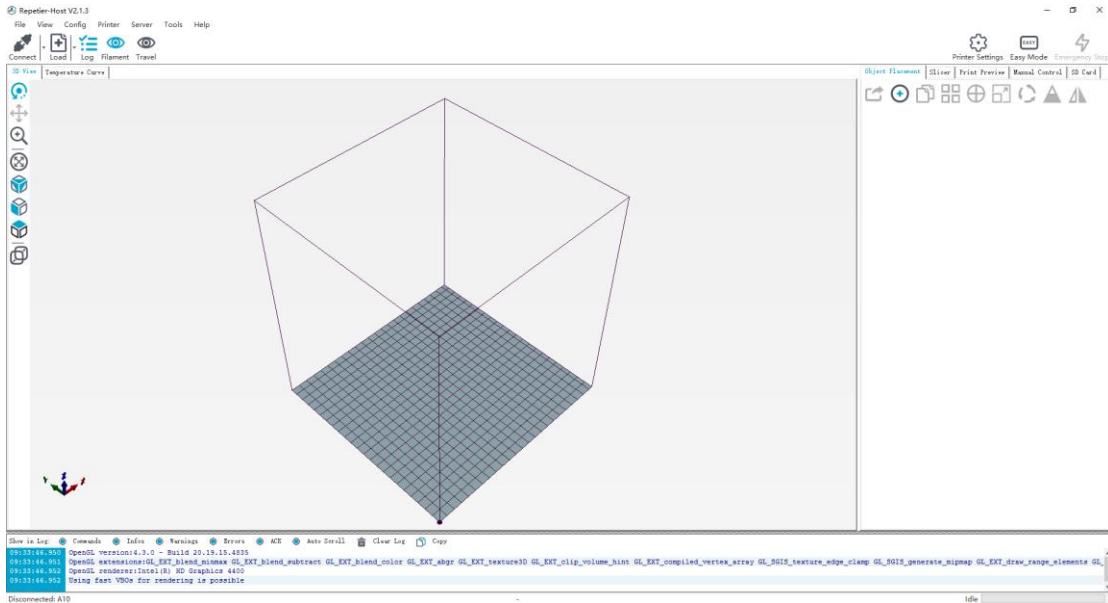 Repetier-Host V2.1.3
File View Config Printer Server Tools Help
Connect Load Log Filament Travel
Printer Settings Easy Mode Emergency Stop
EASY
3D View Temperature Curve
Object Placement Slicer Print Preview Manual Control SD Card
Y Z X
Show in Log: Commands Infos Warnings Errors ACK Auto Scroll Clear Log Copy
09:33:46.950 OpenGL version:4.3.0 - Build 20.19.15.4835
09:33:46.951 OpenGL extensions:GL_EXT_blend_minmax GL_EXT_blend_subtract GL_EXT_blend_color GL_EXT_abgr GL_EXT_texture3D GL_EXT_clip_volume_hint GL_EXT_compiled_vertex_array GL_SGIS_texture_edge_clamp GL_SGIS_generate_mipmap GL_EXT_draw_range_elements GL_
09:33:46.952 OpenGL renderer:Intel(R) HD Graphics 4400
09:33:46.952 Using fast VBOs for rendering is possible
Disconnected: A10 - Idle